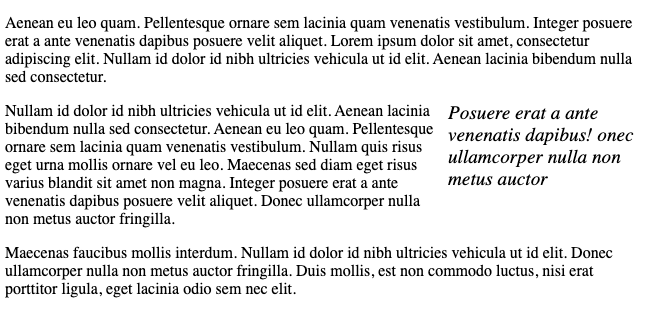 Aenean eu leo quam. Pellentesque ornare sem lacinia quam venenatis vestibulum. Integer posuere
erat a ante venenatis dapibus posuere velit aliquet. Lorem ipsum dolor sit amet, consectetur
adipiscing elit. Nullam id dolor id nibh ultricies vehicula ut id elit. Aenean lacinia bibendum nulla
sed consectetur.
Nullam id dolor id nibh ultricies vehicula ut id elit. Aenean lacinia
bibendum nulla sed consectetur. Aenean eu leo quam. Pellentesque
ornare sem lacinia quam venenatis vestibulum. Nullam quis risus
eget urna mollis ornare vel eu leo. Maecenas sed diam eget risus
varius blandit sit amet non magna. Integer posuere erat a ante
venenatis dapibus posuere velit aliquet. Donec ullamcorper nulla
non metus auctor fringilla.
Posuere erat a ante
venenatis dapibus! onec
ullamcorper nulla non
metus auctor
Maecenas faucibus mollis interdum. Nullam id dolor id nibh ultricies vehicula ut id elit. Donec
ullamcorper nulla non metus auctor fringilla. Duis mollis, est non commodo luctus, nisi erat
porttitor ligula, eget lacinia odio sem nec elit.